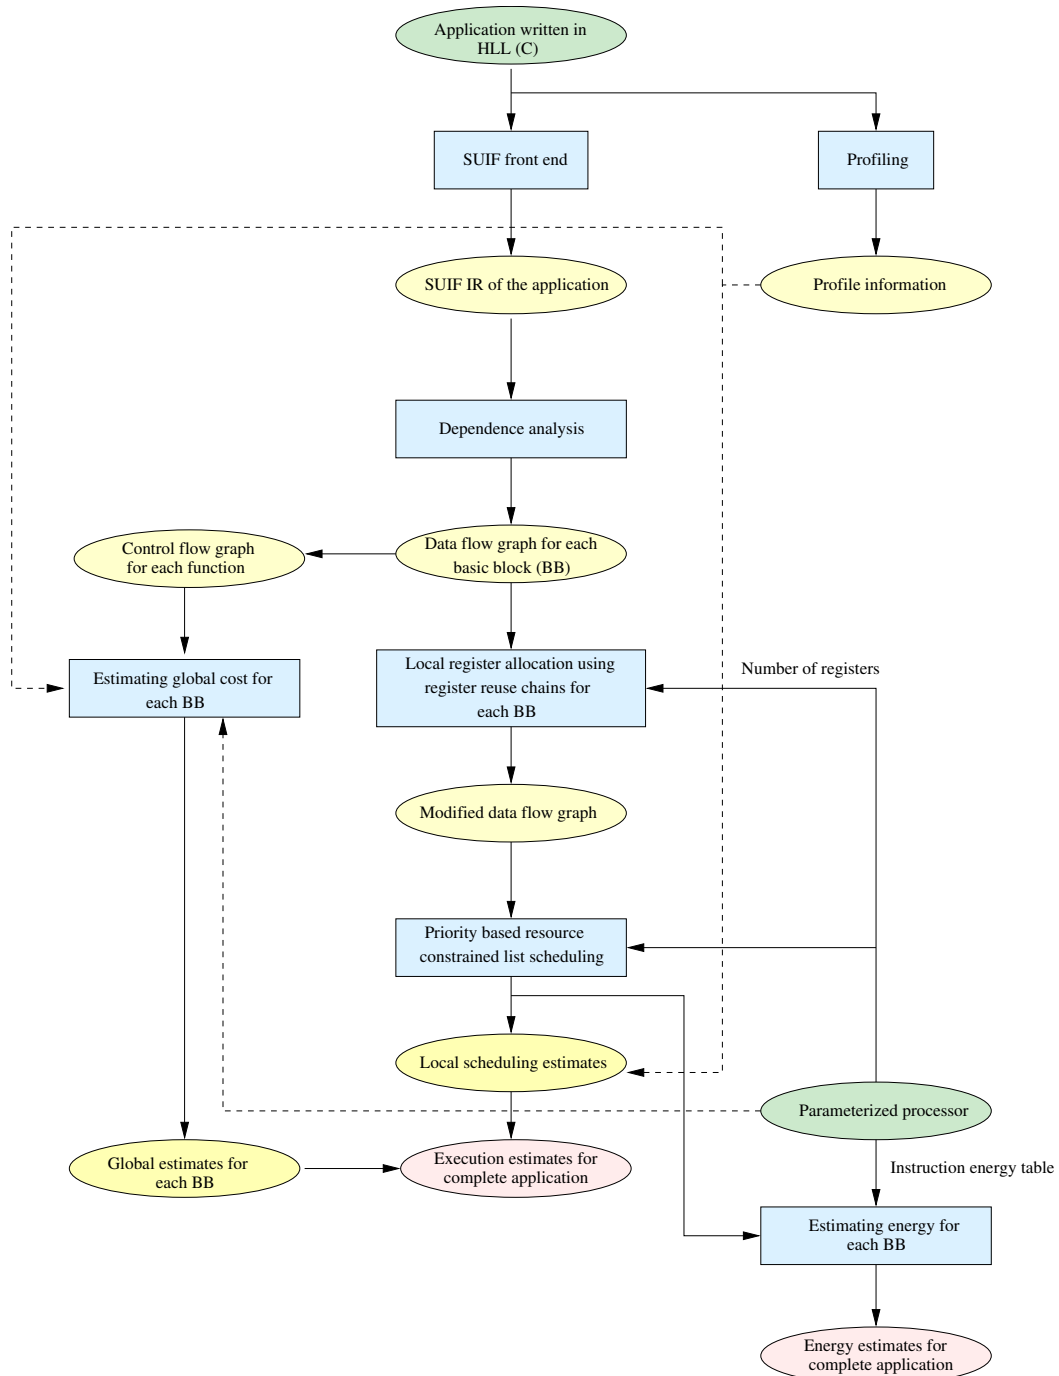 Application written in
HLL (C)
SUIF front end
Profiling
SUIF IR of the application
Profile information
Dependence analysis
Control flow graph
for each function
Data flow graph for each
basic block (BB)
Estimating global cost for
each BB
Local register allocation using
register reuse chains for
each BB
Number of registers
Modified data flow graph
Priority based resource
constrained list scheduling
Local scheduling estimates
Parameterized processor
Global estimates for
each BB
Execution estimates for
complete application
Instruction energy table
Estimating energy for
each BB
Energy estimates for
complete application